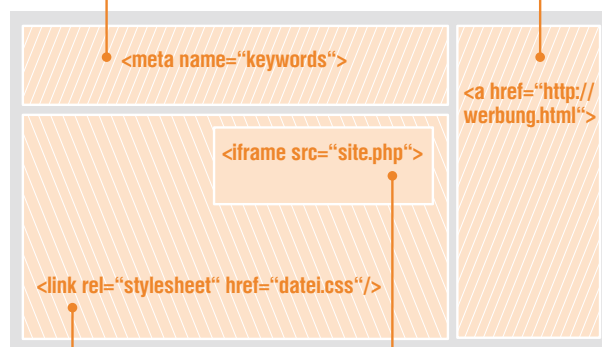 <meta name=“keywords“>
<a href=“http://
werbung.html“>
<iframe src=“site.php“>
<link rel=“stylesheet“ href=“datei.css“/>